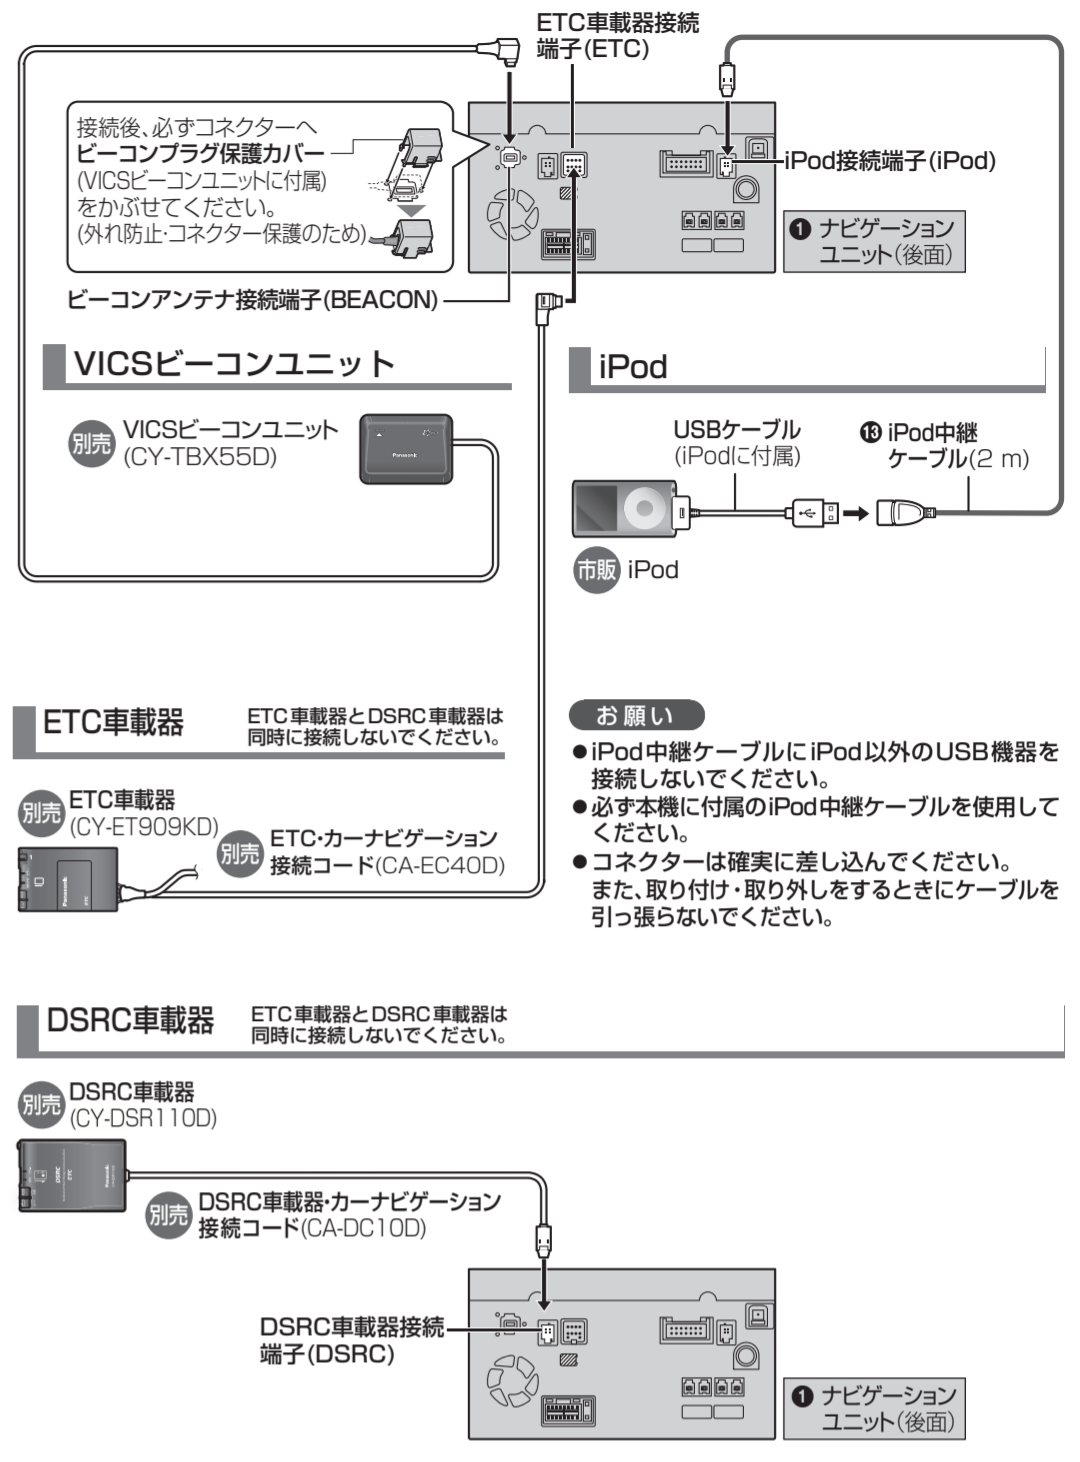 ETC車載器接続
端子(ETC)
接続後、必ずコネクターへ
ビーコンプラグ保護カバー
(VICSビーコンユニットに付属)
をかぶせてください。
(外れ防止・コネクター保護のため)
iPod接続端子(iPod)
❶ ナビゲーション
ユニット(後面)
ビーコンアンテナ接続端子(BEACON)
VICSビーコンユニット
別売 VICSビーコンユニット
(CY-TBX55D)
Panasonic
iPod
USBケーブル
(iPodに付属)
⓭ iPod中継
ケーブル(2 m)
市販 iPod
ETC車載器
ETC車載器とDSRC車載器は
同時に接続しないでください。
別売 ETC車載器
(CY-ET909KD)
別売 ETC・カーナビゲーション
接続コード(CA-EC40D)
Panasonic
ETC
お願い
●iPod中継ケーブルにiPod以外のUSB機器を
接続しないでください。
●必ず本機に付属のiPod中継ケーブルを使用して
ください。
●コネクターは確実に差し込んでください。
また、取り付け・取り外しをするときにケーブルを
引っ張らないでください。
DSRC車載器
ETC車載器とDSRC車載器は
同時に接続しないでください。
別売 DSRC車載器
(CY-DSR110D)
DSRC
ETC
Panasonic
別売 DSRC車載器・カーナビゲーション
接続コード(CA-DC10D)
DSRC車載器接続
端子(DSRC)
❶ ナビゲーション
ユニット(後面)